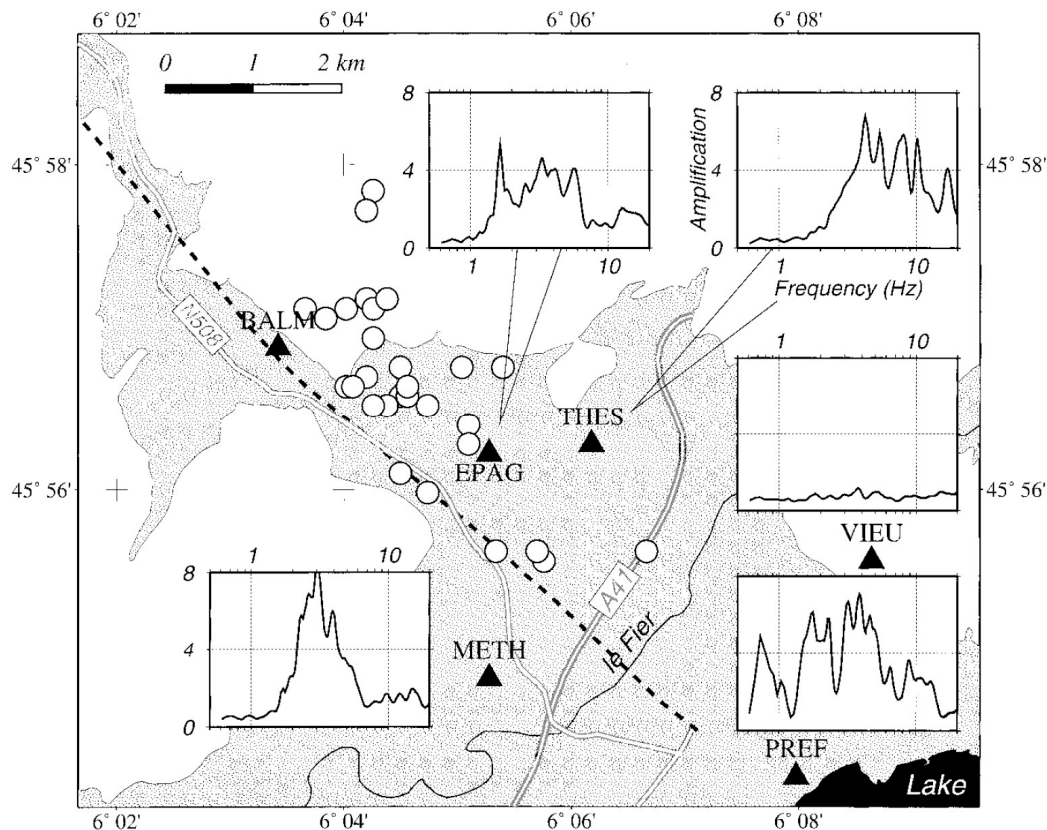 6° 02' 6° 04' 6° 06' 6° 08'
0 1 2 km
8
4
0
1 10
8
4
0
Amplification
1 10
Frequency (Hz)
45° 58' 45° 58'
N508
BALM
THES
EPAG
1 10
45° 56' 45° 56'
VIEU
1 10
8
4
0
A41
le Fier
METH
PREF
Lake
6° 02' 6° 04' 6° 06' 6° 08'